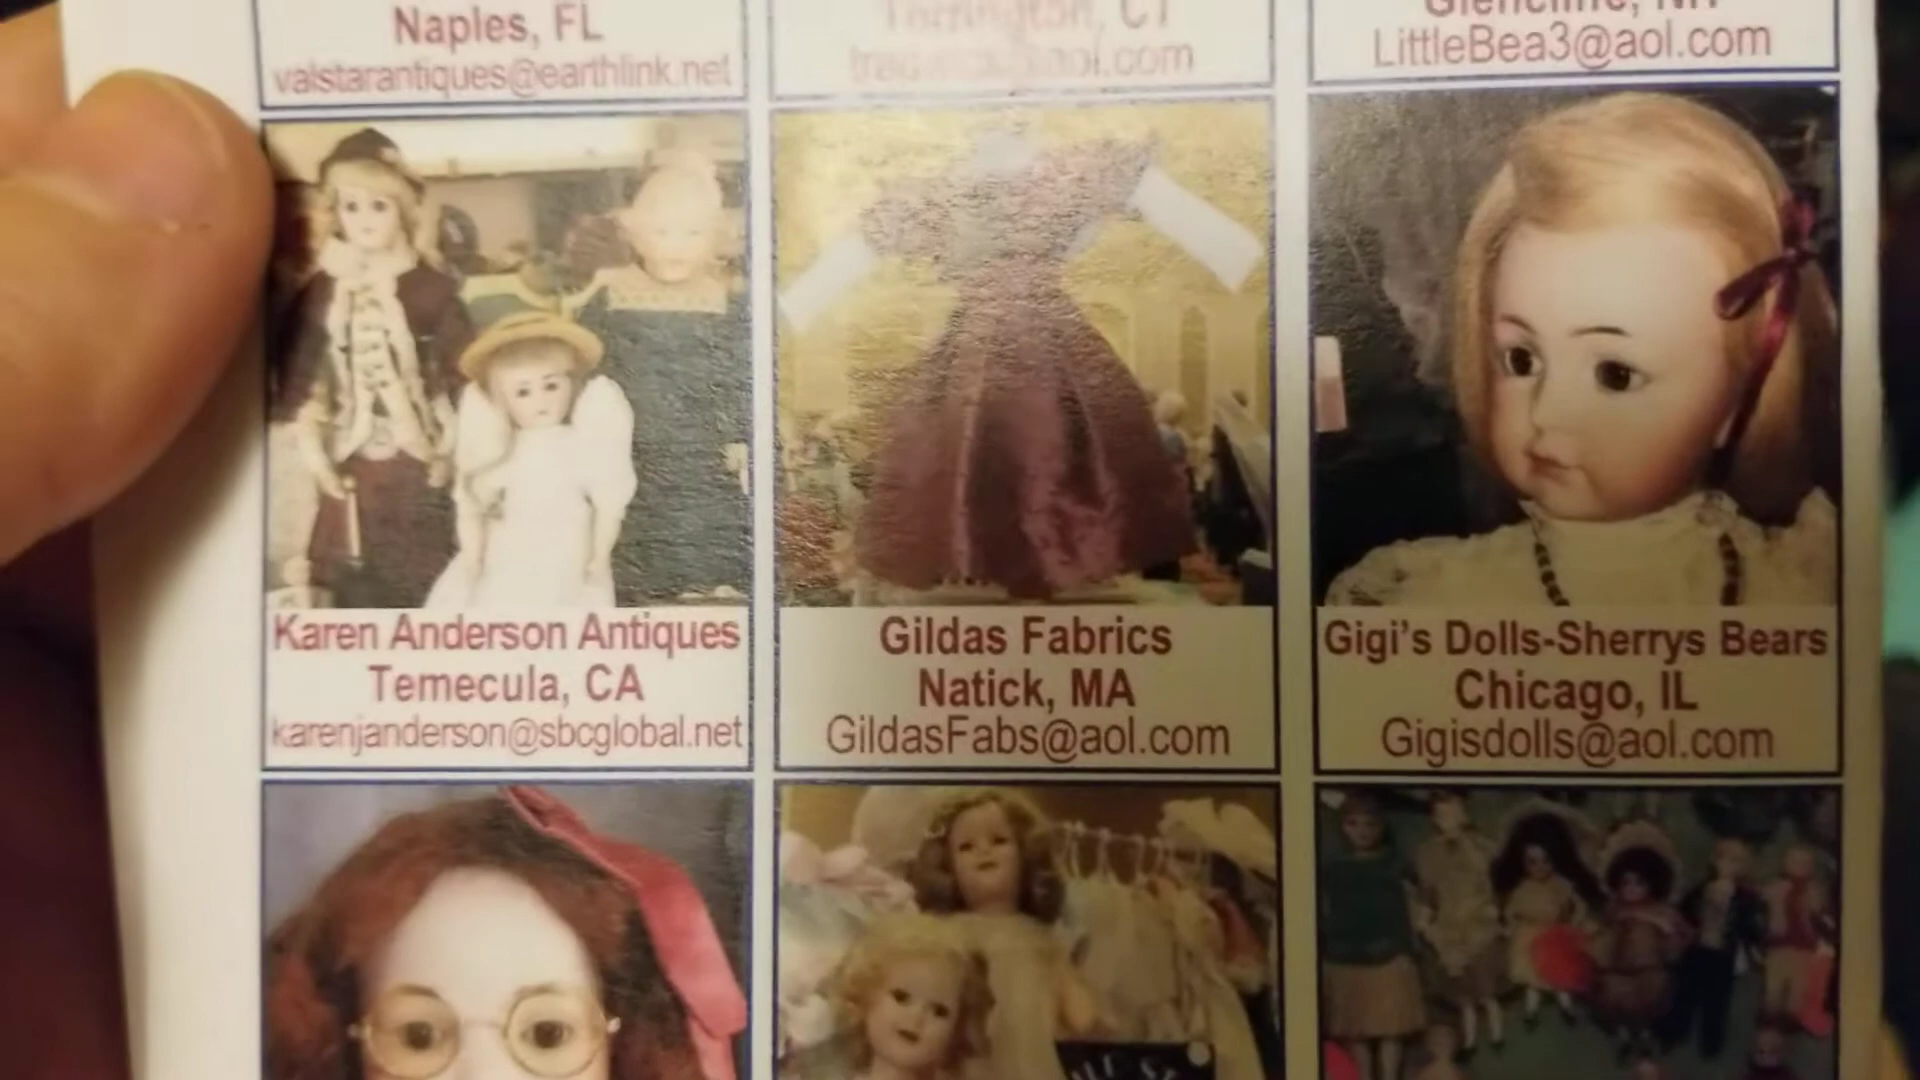 Naples, FL
valstarantiques@earthlink.net
CT
LittleBea3@aol.com
Karen Anderson Antiques
Temecula, CA
karenjanderson@sbcglobal.net
Gildas Fabrics
Natick, MA
GildasFabs@aol.com
Gigi's Dolls-Sherrys Bears
Chicago, IL
Gigisdolls@aol.com